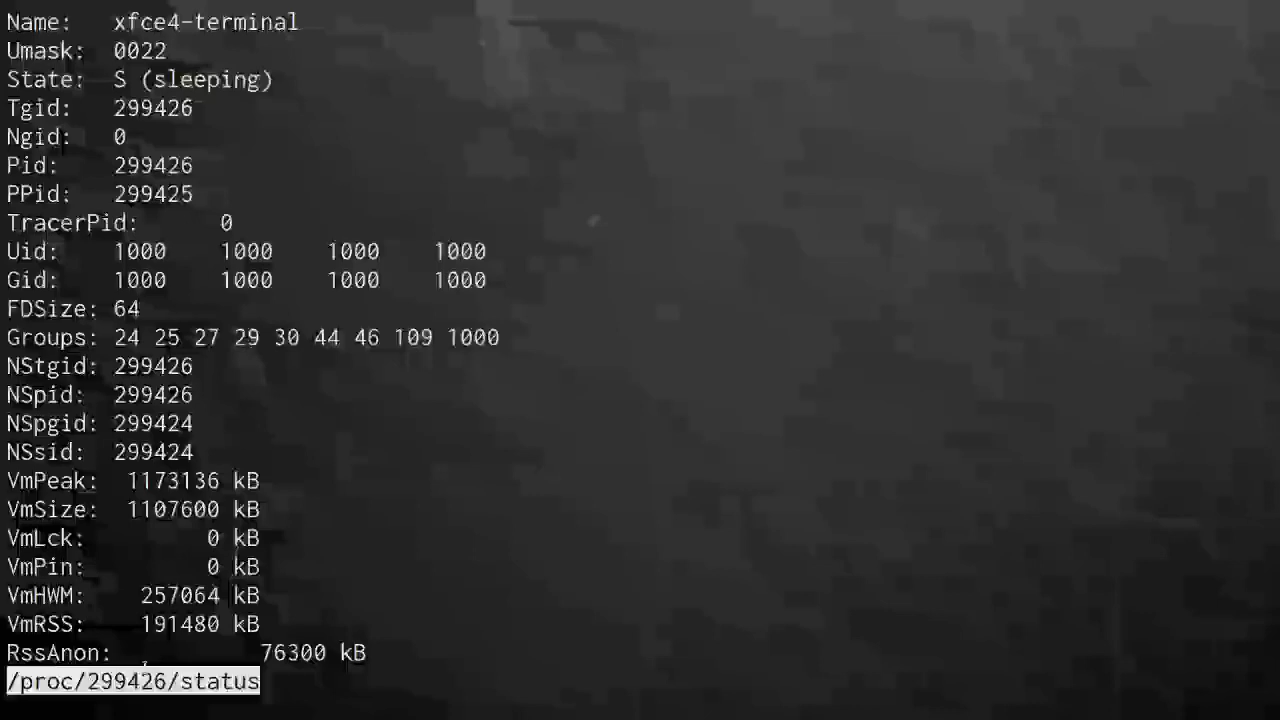 Name:   xfce4-terminal
Umask:  0022
State:  S (sleeping)
Tgid:   299426
Ngid:   0
Pid:    299426
PPid:   299425
TracerPid:      0
Uid:    1000    1000    1000    1000
Gid:    1000    1000    1000    1000
FDSize: 64
Groups: 24 25 27 29 30 44 46 109 1000
NStgid: 299426
NSpid:  299426
NSpgid: 299424
NSsid:  299424
VmPeak:  1173136 kB
VmSize:  1107600 kB
VmLck:         0 kB
VmPin:         0 kB
VmHWM:    257064 kB
VmRSS:    191480 kB
RssAnon:           76300 kB
/proc/299426/status